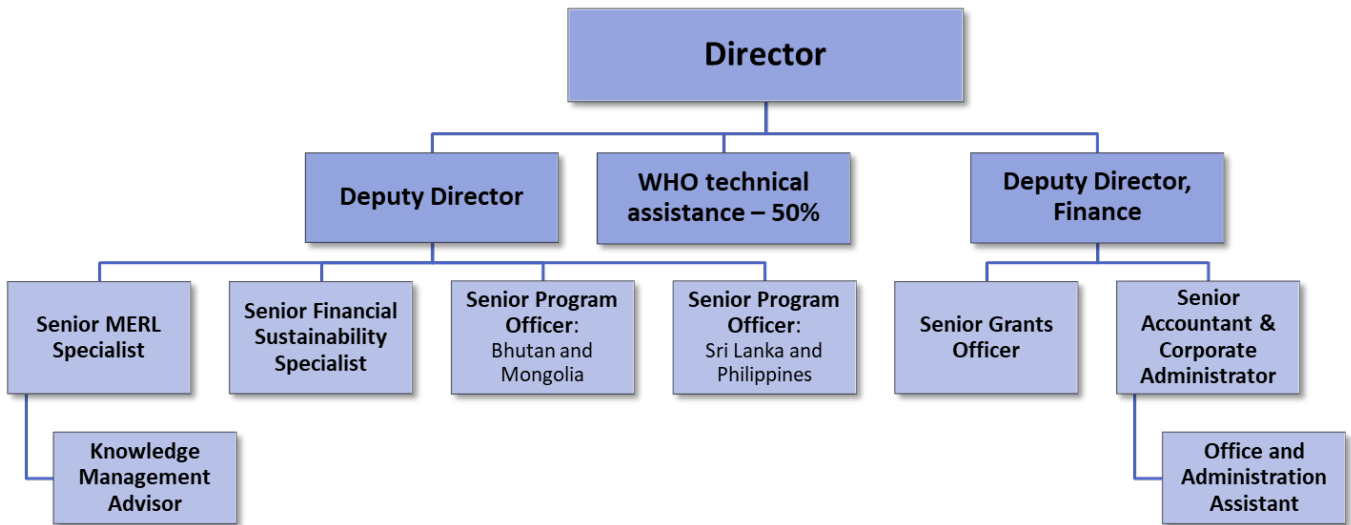 Director
Deputy Director
WHO technical
assistance – 50%
Deputy Director,
Finance
Senior MERL
Specialist
Senior Financial
Sustainability
Specialist
Senior Program
Officer:
Bhutan and
Mongolia
Senior Program
Officer:
Sri Lanka and
Philippines
Senior Grants
Officer
Senior
Accountant &
Corporate
Administrator
Knowledge
Management
Advisor
Office and
Administration
Assistant